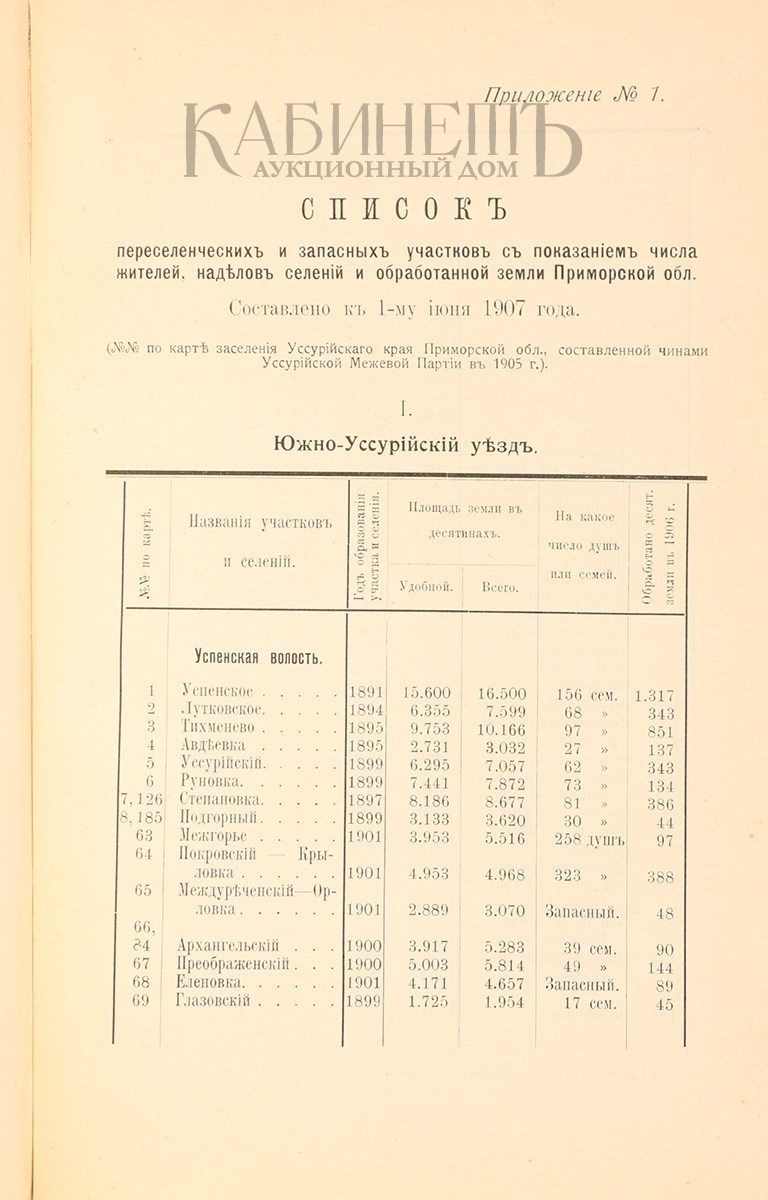 Приложеніе № 1.
КАБИНЕТЪ
АУКЦИОННЫЙ ДОМ
СПИСОКЪ
переселенческихъ и запасныхъ участковъ съ показаніемъ числа
жителей, надѣловъ селеній и обработанной земли Приморской обл.
Составлено къ 1-му іюня 1907 года.
(№№ по картѣ заселенія Уссурійскаго края Приморской обл., составленной чинами
Уссурійской Межевой Партіи въ 1905 г.).
I.
Южно-Уссурійскій уѣздъ.
№№ по картѣ.
Названія участковъ
и селеній.
Годъ образованія
участка и селенія.
Площадь земли въ
десятинахъ.
Удобной. Всего.
На какое
число душъ
или семей.
Обработано десят.
земли въ 1906 г.
Успенская волость.
1 Успенское . . . . . 1891 15.600 16.500 156 сем. 1.317
2 Лутковское. . . . . 1894 6.355 7.599 68 » 343
3 Тихменево . . . . . 1895 9.753 10.166 97 » 851
4 Авдѣевка . . . . . 1895 2.731 3.032 27 » 137
5 Уссурійскій. . . . . 1899 6.295 7.057 62 » 343
6 Руновка. . . . . . 1899 7.441 7.872 73 » 134
7, 126 Степановка. . . . . 1897 8.186 8.677 81 » 386
8, 185 Подгорный. . . . . 1899 3.133 3.620 30 » 44
63 Межгорье . . . . . 1901 3.953 5.516 258 душъ 97
64 Покровскій — Кры-
ловка . . . . . . 1901 4.953 4.968 323 » 388
65 Междурѣченскій—Ор-
ловка . . . . . . 1901 2.889 3.070 Запасный. 48
66,
84 Архангельскій . . . 1900 3.917 5.283 39 сем. 90
67 Преображенскій . . . 1900 5.003 5.814 49 » 144
68 Еленовка. . . . . . 1901 4.171 4.657 Запасный. 89
69 Глазовскій . . . . . 1899 1.725 1.954 17 сем. 45